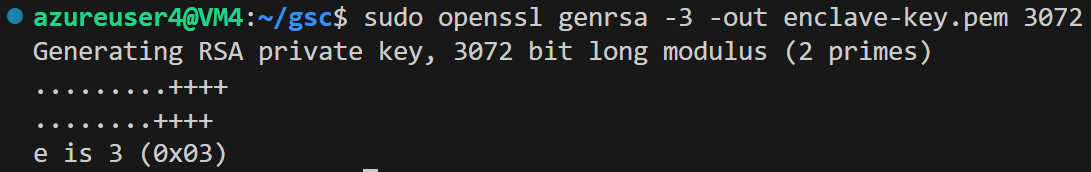 azureuser4@VM4:~/gsc$ sudo openssl genrsa -3 -out enclave-key.pem 3072
Generating RSA private key, 3072 bit long modulus (2 primes)
.........++++
........++++
e is 3 (0x03)